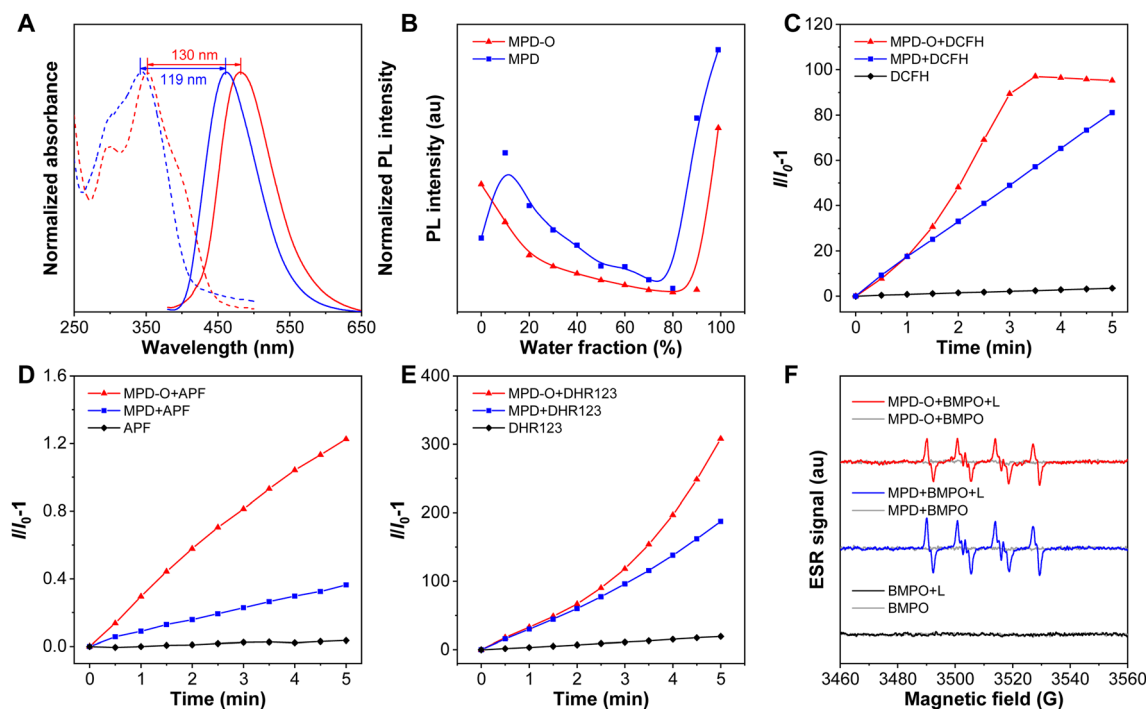 A
Normalized absorbance
130 nm
119 nm
Normalized PL intensity
250 350 450 550 650
Wavelength (nm)
B
PL intensity (au)
MPD-O
MPD
0 20 40 60 80 100
Water fraction (%)
C
I/I0-1
120
100
80
60
40
20
0
MPD-O+DCFH
MPD+DCFH
DCFH
0 1 2 3 4 5
Time (min)
D
I/I0-1
1.6
1.2
0.8
0.4
0.0
MPD-O+APF
MPD+APF
APF
0 1 2 3 4 5
Time (min)
E
I/I0-1
400
300
200
100
0
MPD-O+DHR123
MPD+DHR123
DHR123
0 1 2 3 4 5
Time (min)
F
ESR signal (au)
MPD-O+BMPO+L
MPD-O+BMPO
MPD+BMPO+L
MPD+BMPO
BMPO+L
BMPO
3460 3480 3500 3520 3540 3560
Magnetic field (G)